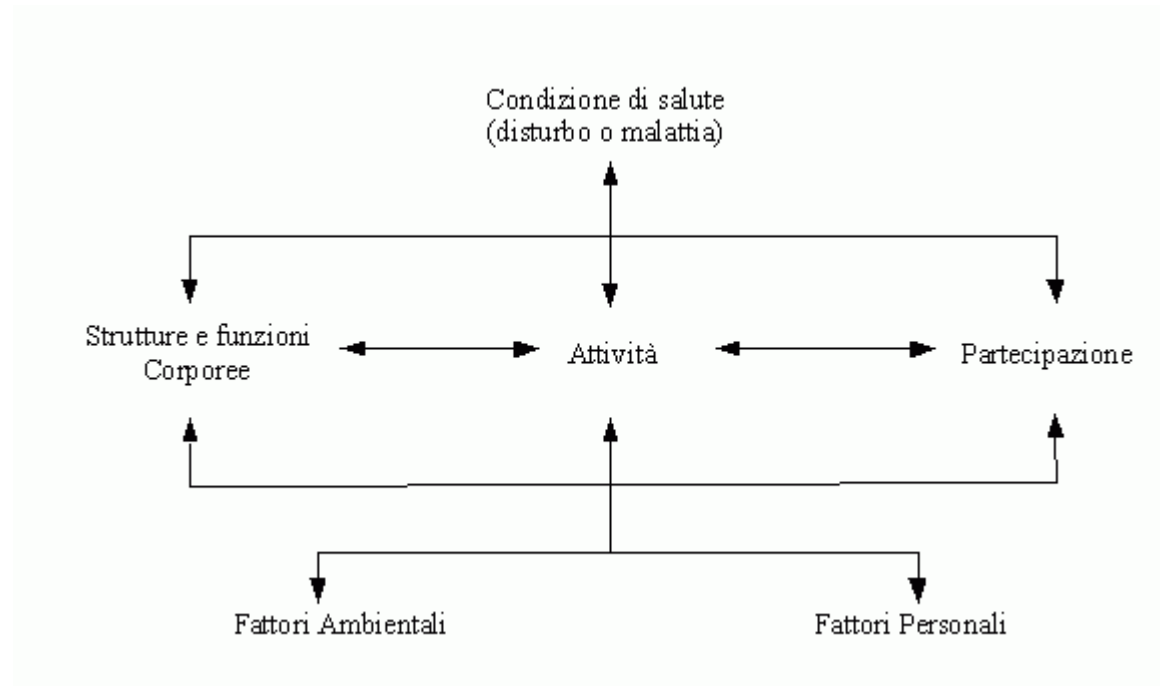 Condizione di salute
(disturbo o malattia)
Strutture e funzioni
Corporee
Attività
Partecipazione
Fattori Ambientali
Fattori Personali